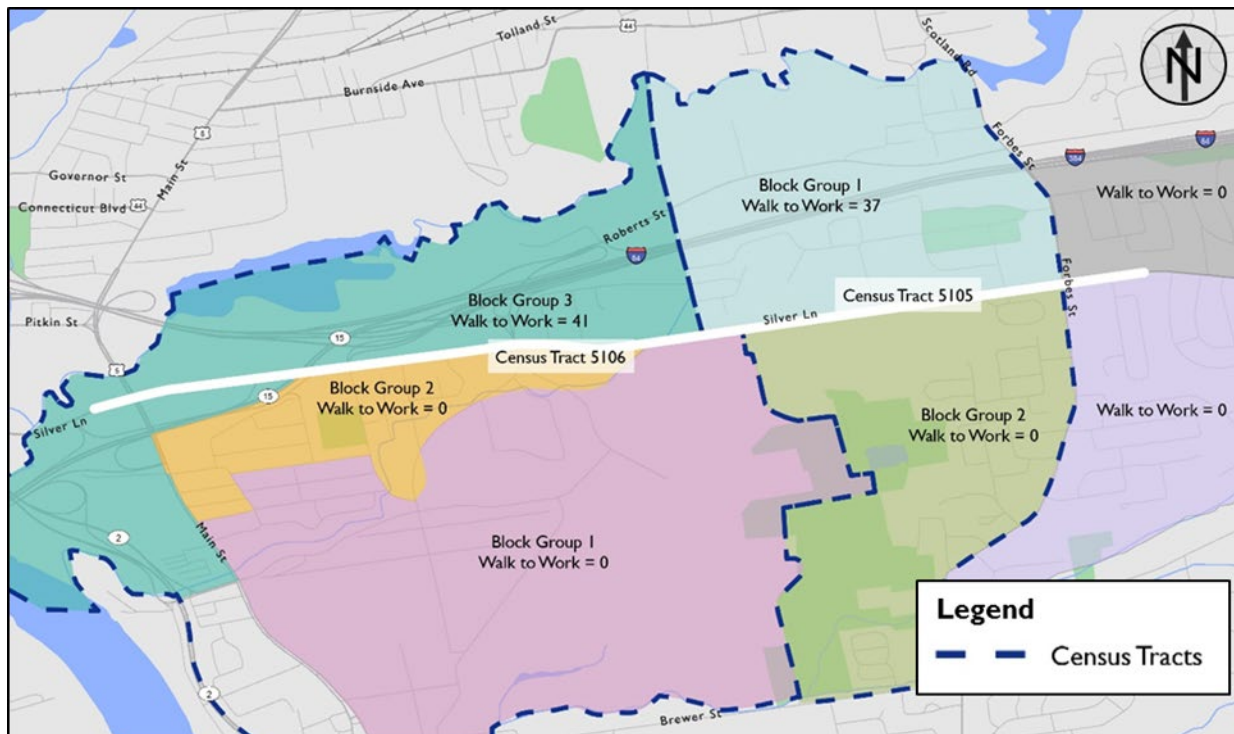 Tolland St
44
Scotland Rd
N
Burnside Ave
5
Main St
Forbes St
84
384
Governor St
44
Connecticut Blvd
Block Group 1
Walk to Work = 37
Walk to Work = 0
Roberts St
84
Forbes St
Block Group 3
Walk to Work = 41
Census Tract 5105
Silver Ln
Pitkin St
15
5
Census Tract 5106
Block Group 2
Walk to Work = 0
15
Silver Ln
Block Group 2
Walk to Work = 0
Walk to Work = 0
2
Main St
Block Group 1
Walk to Work = 0
Legend
Census Tracts
2
Brewer St